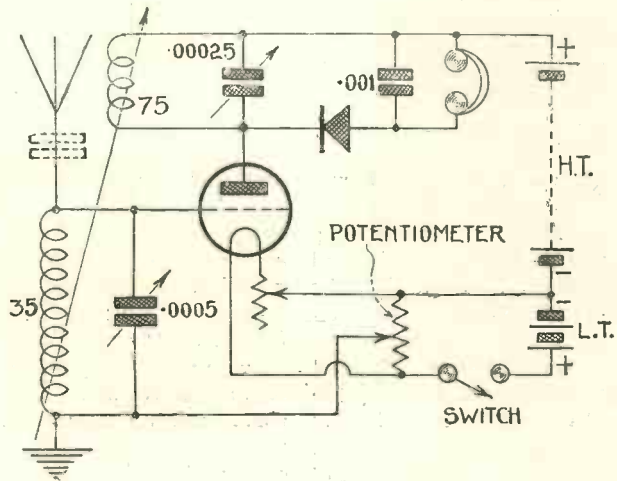 .00025
75
.001
+
H.T.
POTENTIOMETER
35
.0005
-
-
L.T.
+
SWITCH